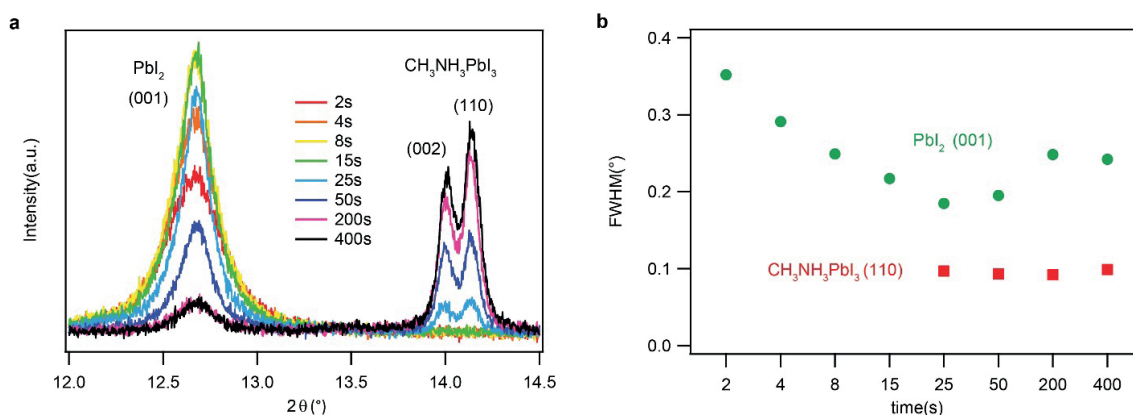 a
Intensity(a.u.)
PbI2
(001)
CH3NH3PbI3
(110)
(002)
2s
4s
8s
15s
25s
50s
200s
400s
12.0 12.5 13.0 13.5 14.0 14.5
2θ(°)
b
FWHM(°)
0.4
0.3
0.2
0.1
0.0
PbI2 (001)
CH3NH3PbI3 (110)
2 4 8 15 25 50 200 400
time(s)